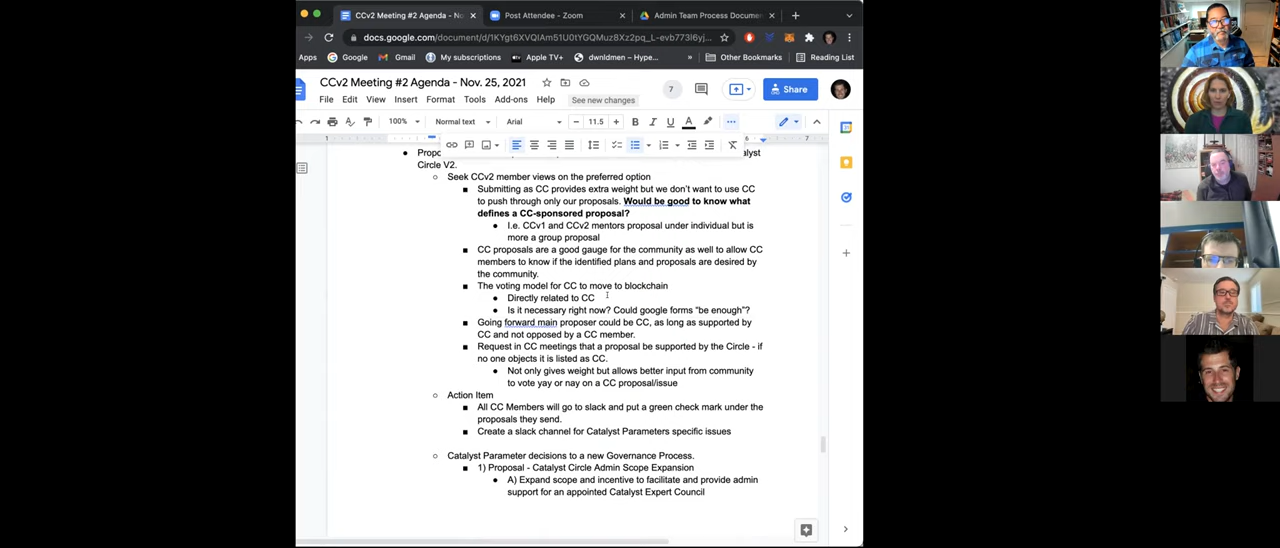 CCv2 Meeting #2 Agenda - No
Post Attendee - Zoom
Admin Team Process Documen
docs.google.com/document/d/1KYgt6XVQIAm51U0tYGQMuz8Xz2pq_L-evb773l6yj...
Apps
Google
Gmail
My Photo Stream
My submissions
Apple TV+
dwnldmen – Hype...
»
Other Bookmarks
Reading List
CCv2 Meeting #2 Agenda - Nov. 25, 2021
File Edit View Insert Format Tools Add-ons Help
See new changes
7
Share
100%
Normal text
Arial
11.5
B I U A
1
6
7
alyst
Circle V2.
Seek CCv2 member views on the preferred option
Submitting as CC provides extra weight but we don't want to use CC
to push through only our proposals. Would be good to know what
defines a CC-sponsored proposal?
I.e. CCv1 and CCv2 mentors proposal under individual but is
more a group proposal
CC proposals are a good gauge for the community as well to allow CC
members to know if the identified plans and proposals are desired by
the community.
The voting model for CC to move to blockchain
Directly related to CC
Is it necessary right now? Could google forms "be enough"?
Going forward main proposer could be CC, as long as supported by
CC and not opposed by a CC member.
Request in CC meetings that a proposal be supported by the Circle - if
no one objects it is listed as CC.
Not only gives weight but allows better input from community
to vote yay or nay on a CC proposal/issue
Action Item
All CC Members will go to slack and put a green check mark under the
proposals they send.
Create a slack channel for Catalyst Parameters specific issues
Catalyst Parameter decisions to a new Governance Process.
1) Proposal - Catalyst Circle Admin Scope Expansion
A) Expand scope and incentive to facilitate and provide admin
support for an appointed Catalyst Expert Council